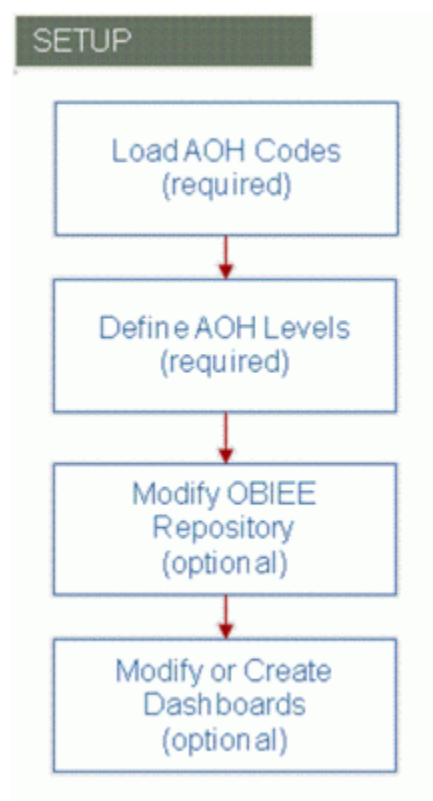 SETUP
Load AOH Codes
(required)
Define AOH Levels
(required)
Modify OBIEE
Repository
(optional)
Modify or Create
Dashboards
(optional)